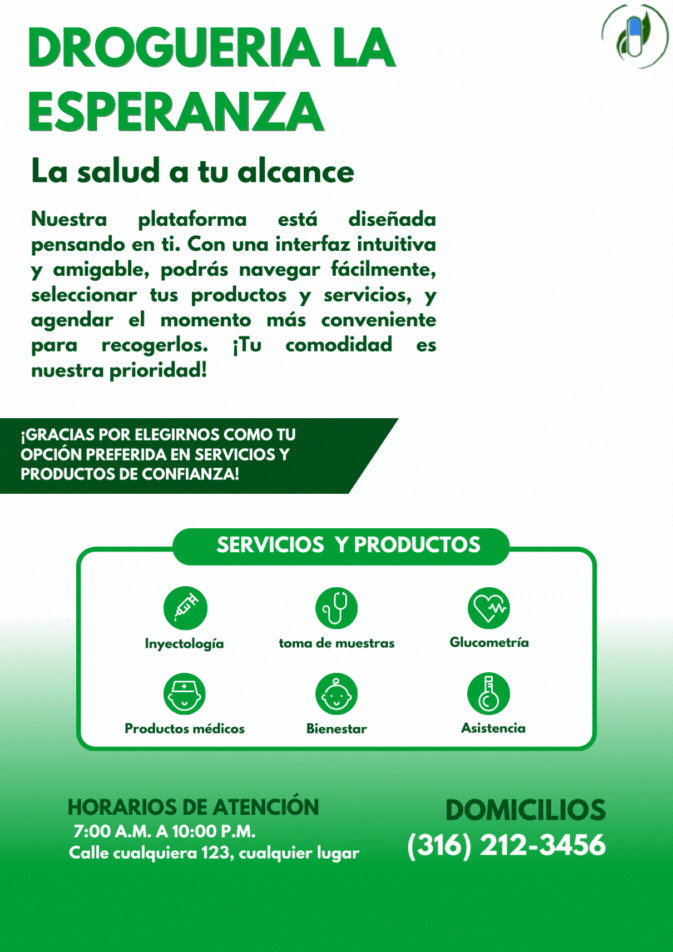 DROGUERIA LA
ESPERANZA
La salud a tu alcance
Nuestra plataforma está diseñada
pensando en ti. Con una interfaz intuitiva
y amigable, podrás navegar fácilmente,
seleccionar tus productos y servicios, y
agendar el momento más conveniente
para recogerlos. ¡Tu comodidad es
nuestra prioridad!
¡GRACIAS POR ELEGIRNOS COMO TU
OPCIÓN PREFERIDA EN SERVICIOS Y
PRODUCTOS DE CONFIANZA!
SERVICIOS Y PRODUCTOS
Inyectología
toma de muestras
Glucometría
Productos médicos
Bienestar
Asistencia
HORARIOS DE ATENCIÓN
7:00 A.M. A 10:00 P.M.
Calle cualquiera 123, cualquier lugar
DOMICILIOS
(316) 212-3456